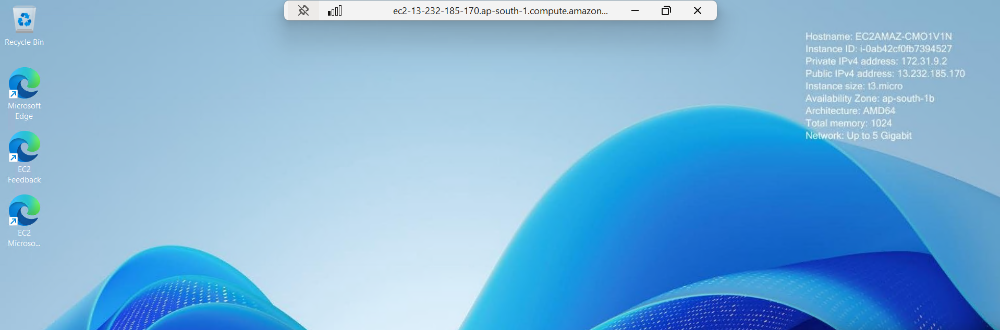 ec2-13-232-185-170.ap-south-1.compute.amazon...
Recycle Bin
Microsoft
Edge
EC2
Feedback
EC2
Microso...
Hostname: EC2AMAZ-CMO1V1N
Instance ID: i-0ab42cf0fb7394527
Private IPv4 address: 172.31.9.2
Public IPv4 address: 13.232.185.170
Instance size: t3.micro
Availability Zone: ap-south-1b
Architecture: AMD64
Total memory: 1024
Network: Up to 5 Gigabit